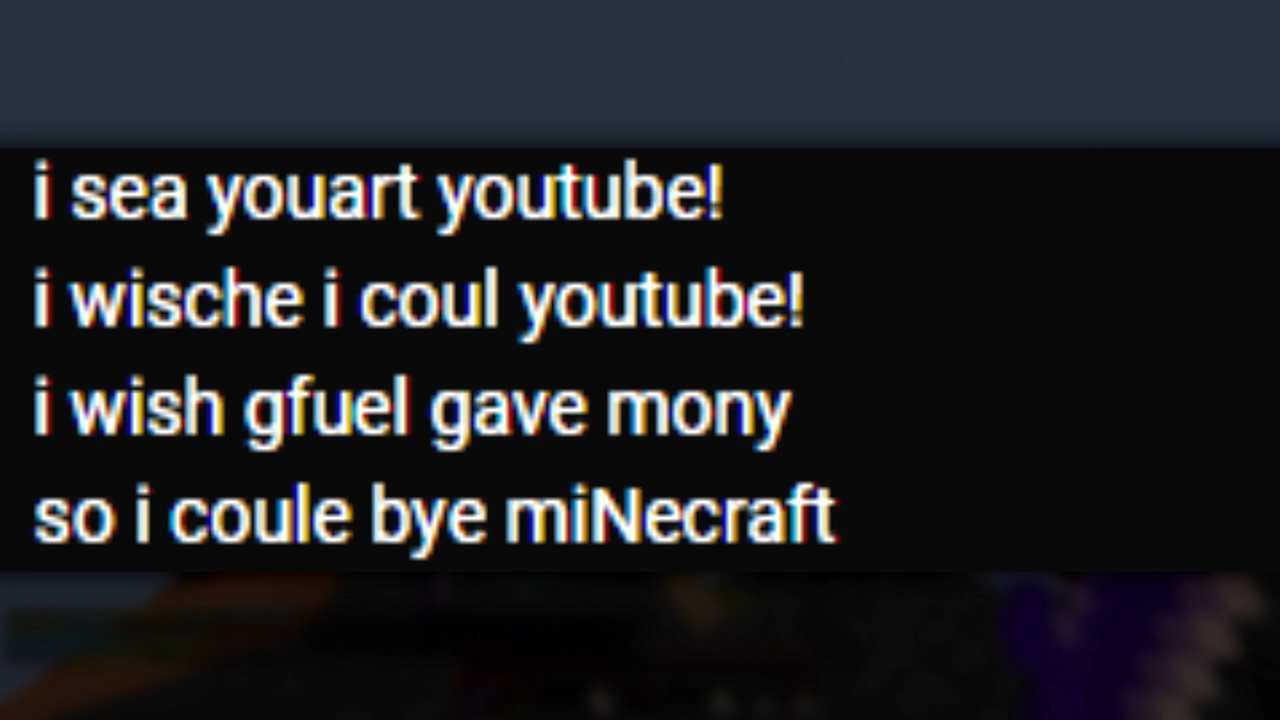 i sea youart youtube!
i wische i coul youtube!
i wish gfuel gave mony
so i coule bye miNecraft